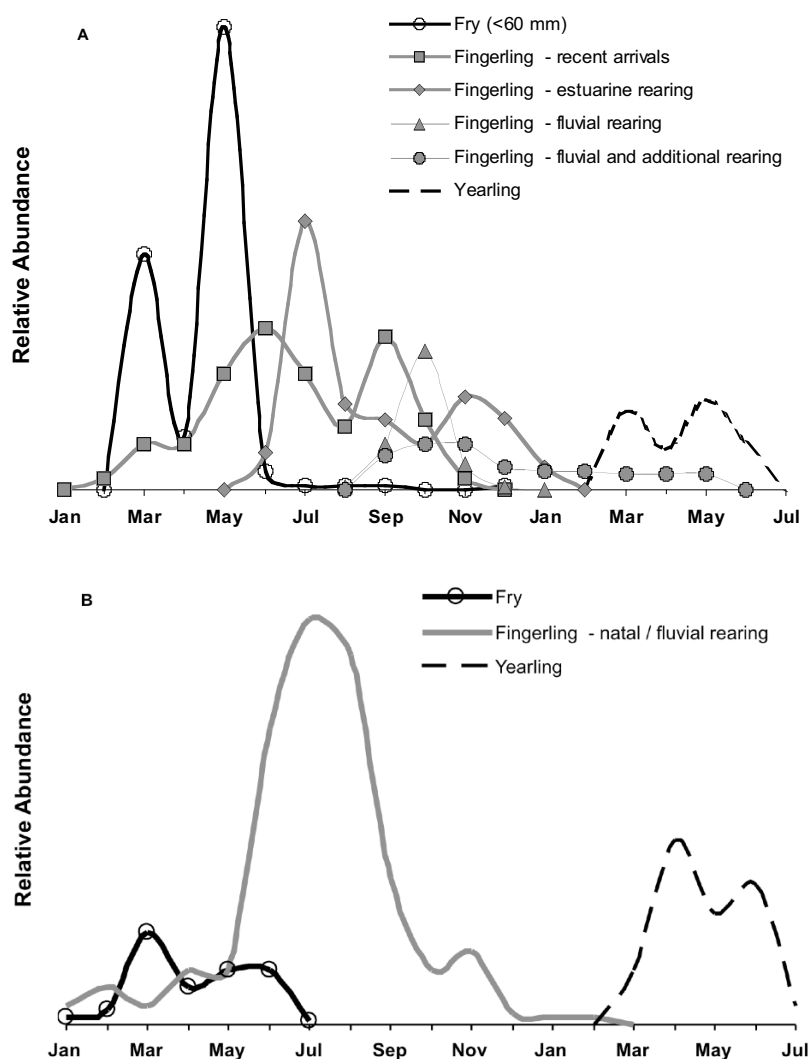 A
Fry (<60 mm)
Fingerling - recent arrivals
Fingerling - estuarine rearing
Fingerling - fluvial rearing
Fingerling - fluvial and additional rearing
Yearling
Relative Abundance
Jan Mar May Jul Sep Nov Jan Mar May Jul
B
Fry
Fingerling - natal / fluvial rearing
Yearling
Relative Abundance
Jan Mar May Jul Sep Nov Jan Mar May Jul